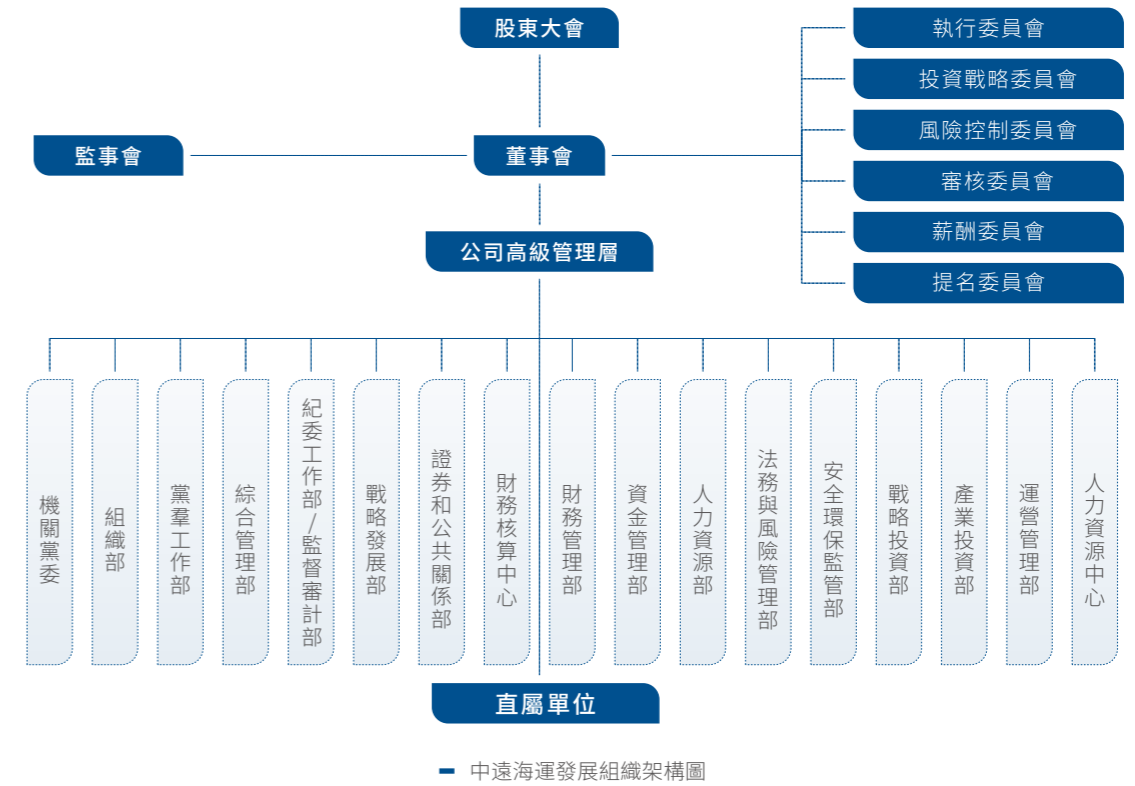 股東大會
執行委員會
投資戰略委員會
風險控制委員會
監事會
董事會
審核委員會
薪酬委員會
公司高級管理層
提名委員會
機關黨委
組織部
黨羣工作部
綜合管理部
紀委工作部/監督審計部
戰略發展部
證券和公共關係部
財務核算中心
財務管理部
資金管理部
人力資源部
法務與風險管理部
安全環保監管部
戰略投資部
產業投資部
運營管理部
人力資源中心
直屬單位
中遠海運發展組織架構圖